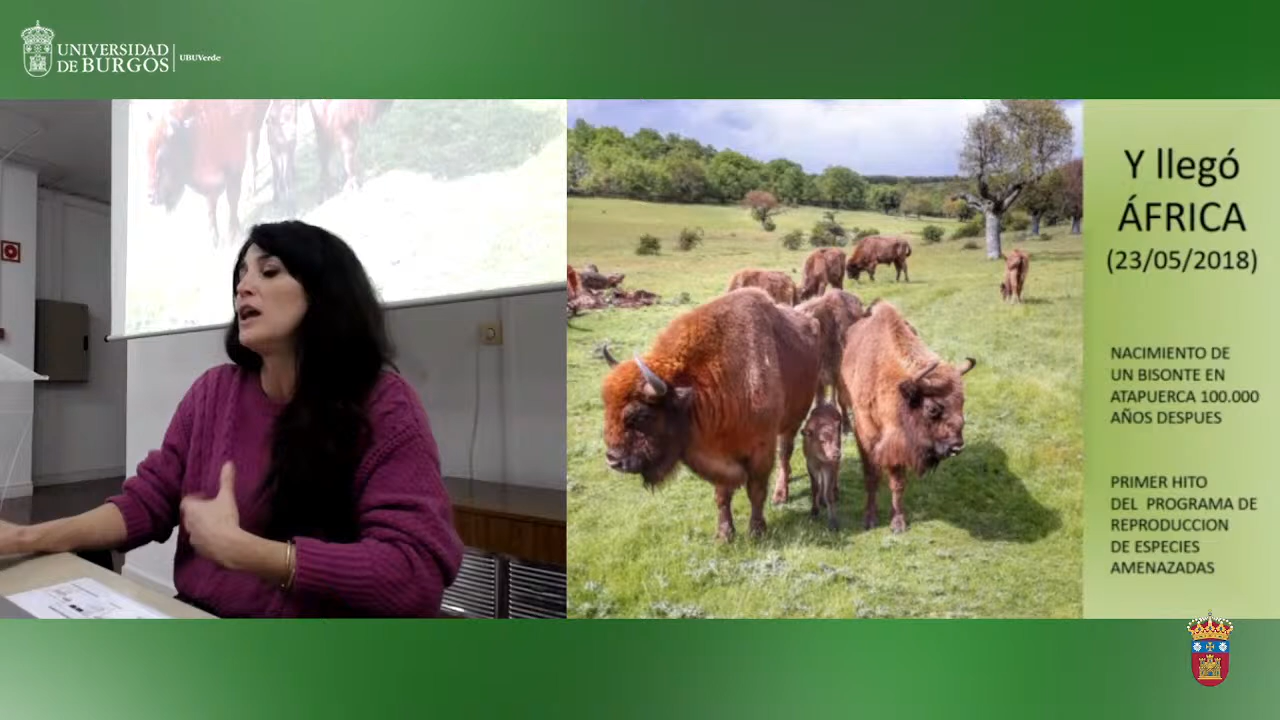 UNIVERSIDAD
DE BURGOS
UBUVerde
Y llegó
ÁFRICA
(23/05/2018)
NACIMIENTO DE
UN BISONTE EN
ATAPUERCA 100.000
AÑOS DESPUES
PRIMER HITO
DEL PROGRAMA DE
REPRODUCCION
DE ESPECIES
AMENAZADAS